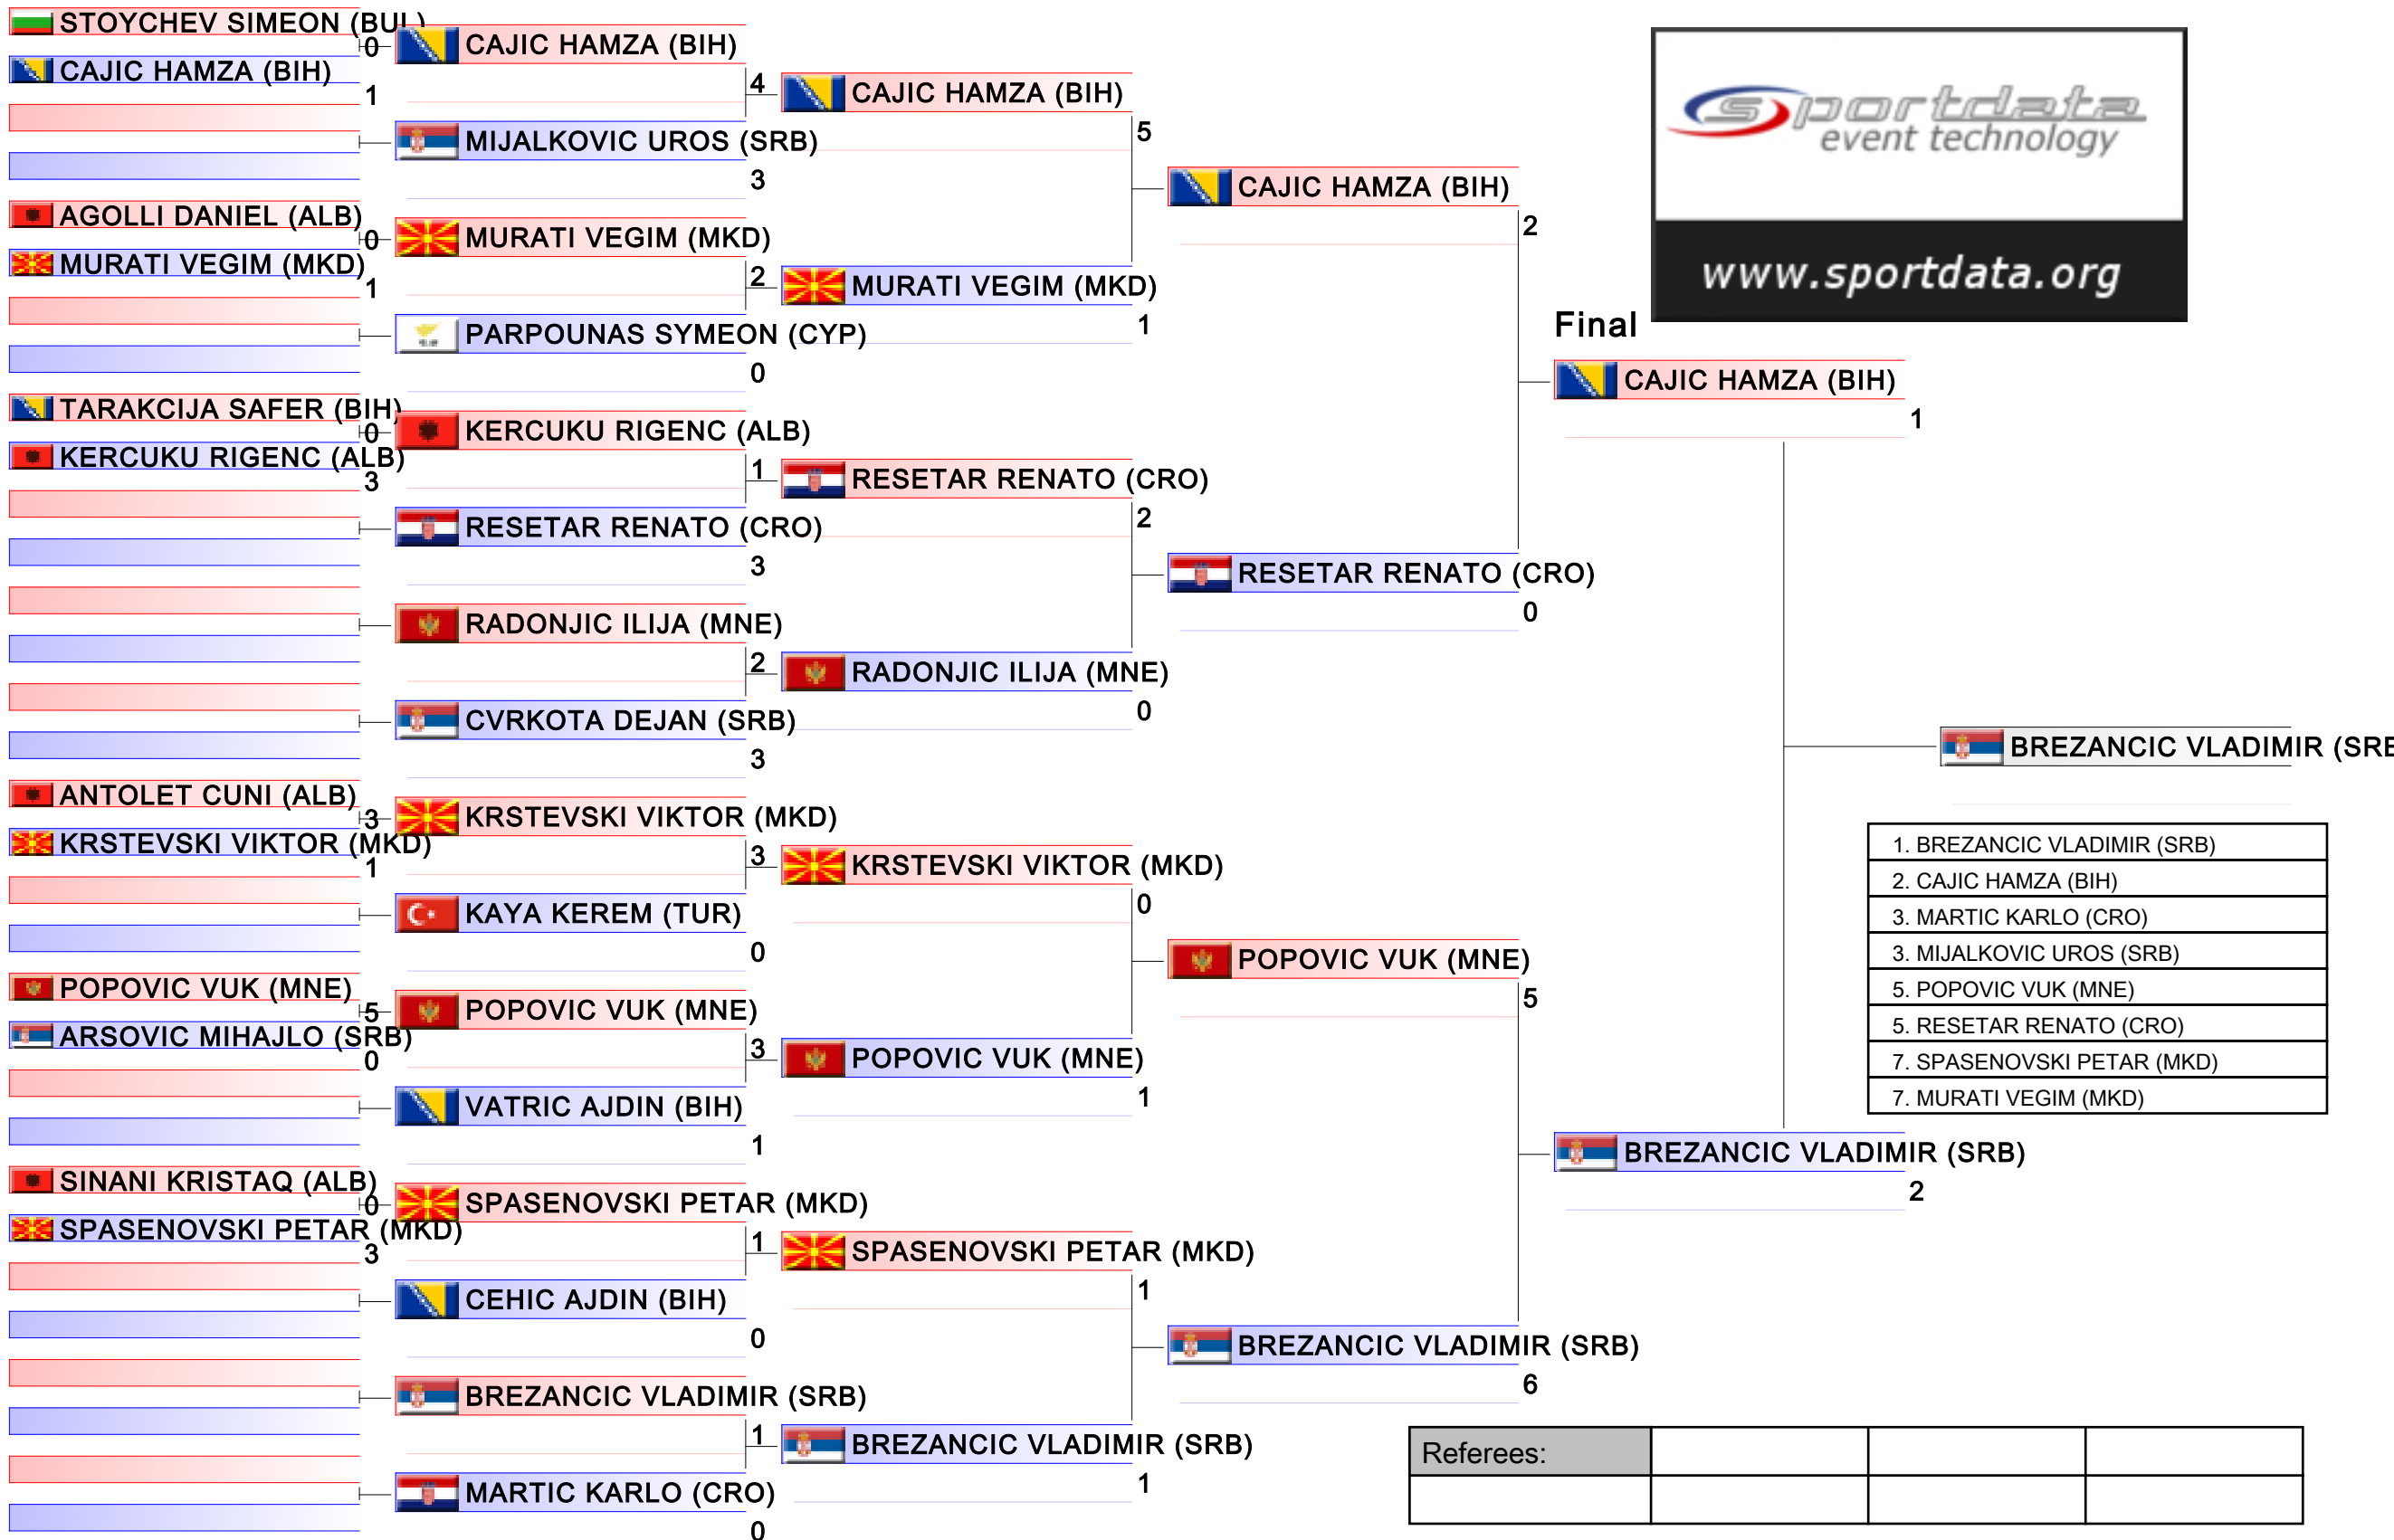 STOYCHEV SIMEON (BUL)
0
CAJIC HAMZA (BIH)
1
AGOLLI DANIEL (ALB)
0
MURATI VEGIM (MKD)
1
TARAKCIJA SAFER (BIH)
0
KERCUKU RIGENC (ALB)
3
ANTOLET CUNI (ALB)
3
KRSTEVSKI VIKTOR (MKD)
1
POPOVIC VUK (MNE)
5
ARSOVIC MIHAJLO (SRB)
0
SINANI KRISTAQ (ALB)
0
SPASENOVSKI PETAR (MKD)
3
CAJIC HAMZA (BIH)
4
MIJALKOVIC UROS (SRB)
3
MURATI VEGIM (MKD)
2
PARPOUNAS SYMEON (CYP)
0
KERCUKU RIGENC (ALB)
1
RESETAR RENATO (CRO)
3
RADONJIC ILIJA (MNE)
2
CVRKOTA DEJAN (SRB)
3
KRSTEVSKI VIKTOR (MKD)
3
KAYA KEREM (TUR)
0
POPOVIC VUK (MNE)
3
VATRIC AJDIN (BIH)
1
SPASENOVSKI PETAR (MKD)
1
CEHIC AJDIN (BIH)
0
BREZANCIC VLADIMIR (SRB)
1
MARTIC KARLO (CRO)
0
CAJIC HAMZA (BIH)
5
MURATI VEGIM (MKD)
1
RESETAR RENATO (CRO)
2
RADONJIC ILIJA (MNE)
0
KRSTEVSKI VIKTOR (MKD)
0
POPOVIC VUK (MNE)
1
SPASENOVSKI PETAR (MKD)
1
BREZANCIC VLADIMIR (SRB)
1
CAJIC HAMZA (BIH)
2
RESETAR RENATO (CRO)
0
POPOVIC VUK (MNE)
5
BREZANCIC VLADIMIR (SRB)
6
sportdata
event technology
www.sportdata.org
Final
CAJIC HAMZA (BIH)
1
BREZANCIC VLADIMIR (SRB)
2
BREZANCIC VLADIMIR (SRB
1. BREZANCIC VLADIMIR (SRB)
2. CAJIC HAMZA (BIH)
3. MARTIC KARLO (CRO)
3. MIJALKOVIC UROS (SRB)
5. POPOVIC VUK (MNE)
5. RESETAR RENATO (CRO)
7. SPASENOVSKI PETAR (MKD)
7. MURATI VEGIM (MKD)
Referees: